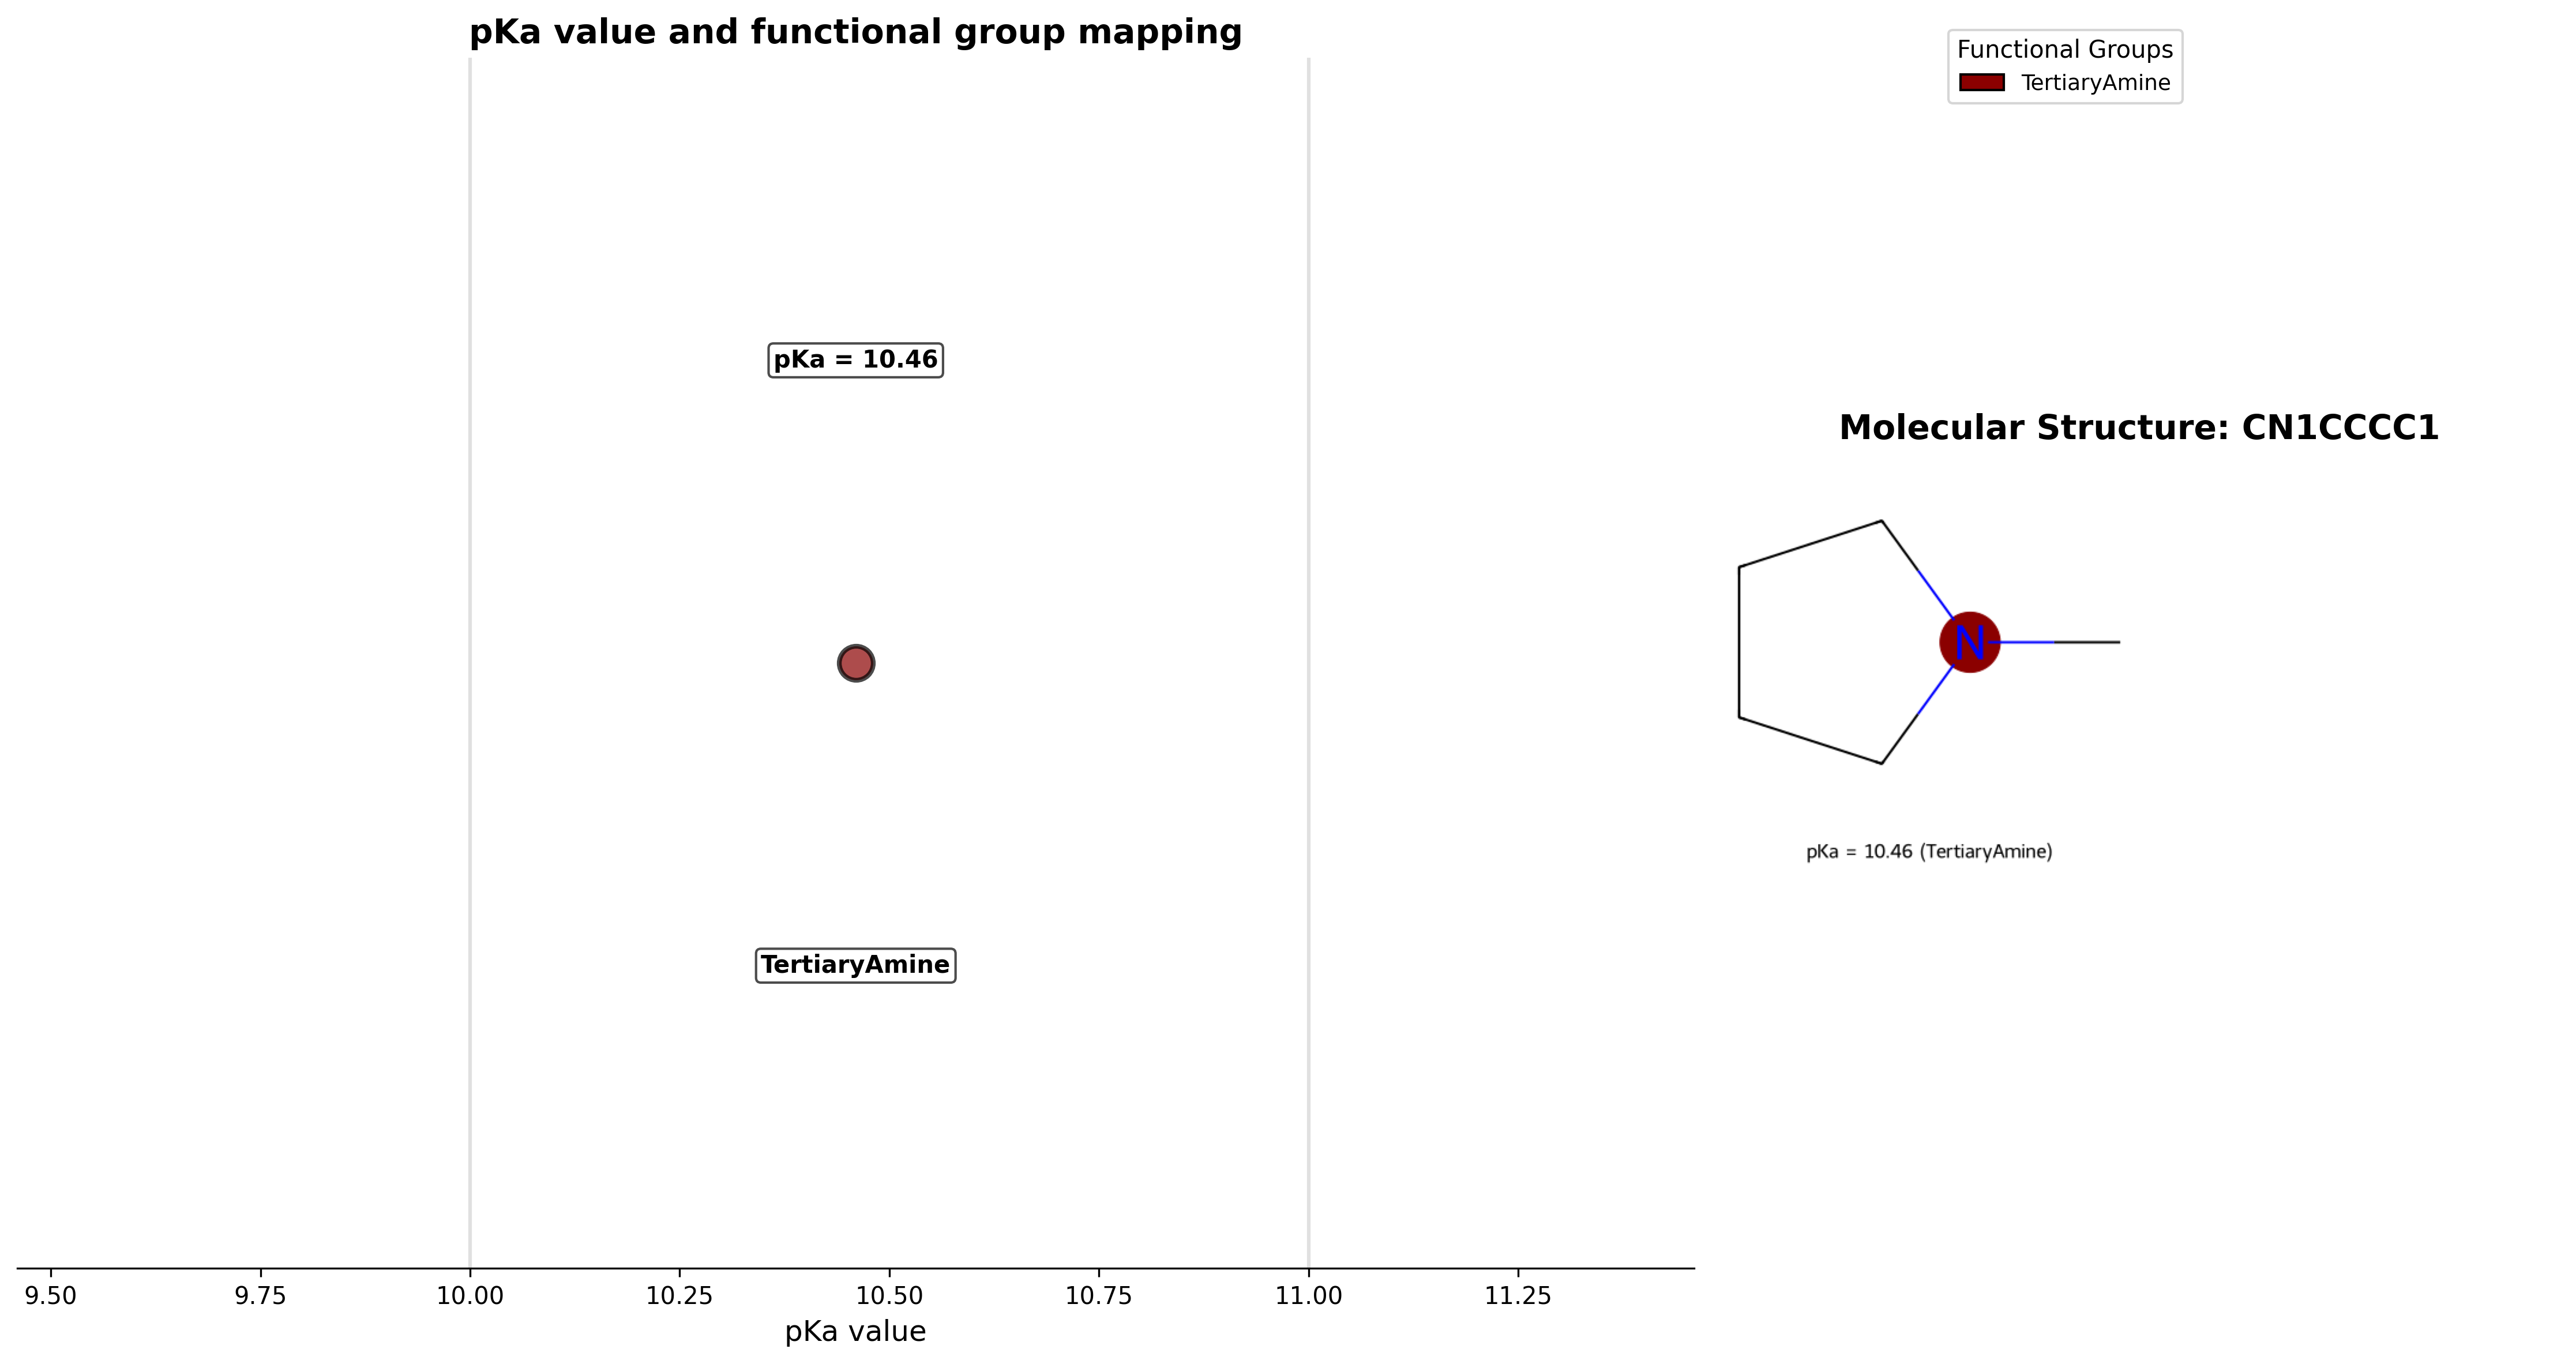 pKa value and functional group mapping
pKa = 10.46
TertiaryAmine
9.50
9.75
10.00
10.25
10.50
10.75
11.00
11.25
pKa value
Functional Groups
TertiaryAmine
Molecular Structure: CN1CCCC1
N
pKa = 10.46 (TertiaryAmine)